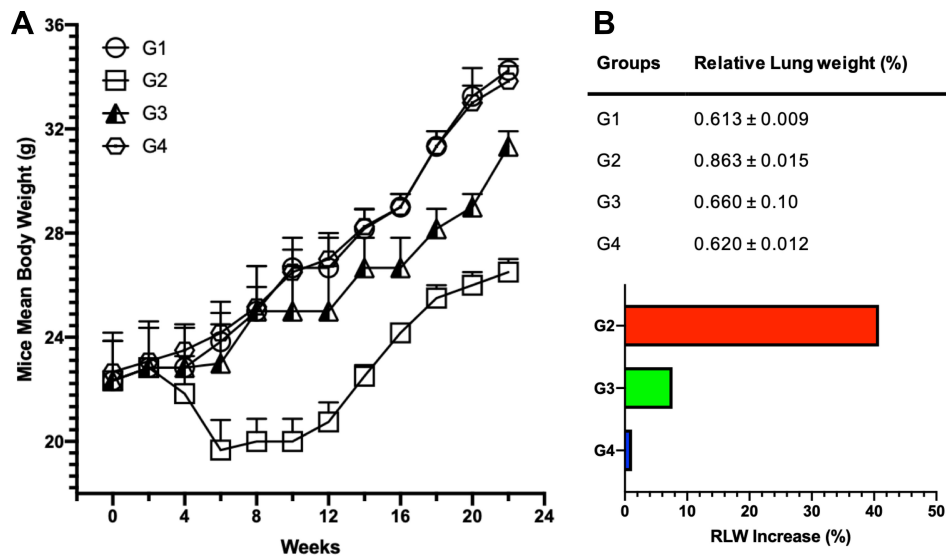 A
36
32
28
24
20
Mice Mean Body Weight (g)
G1
G2
G3
G4
0 4 8 12 16 20 24
Weeks
B
Groups Relative Lung weight (%)
G1 0.613 ± 0.009
G2 0.863 ± 0.015
G3 0.660 ± 0.10
G4 0.620 ± 0.012
G2
G3
G4
0 10 20 30 40 50
RLW Increase (%)